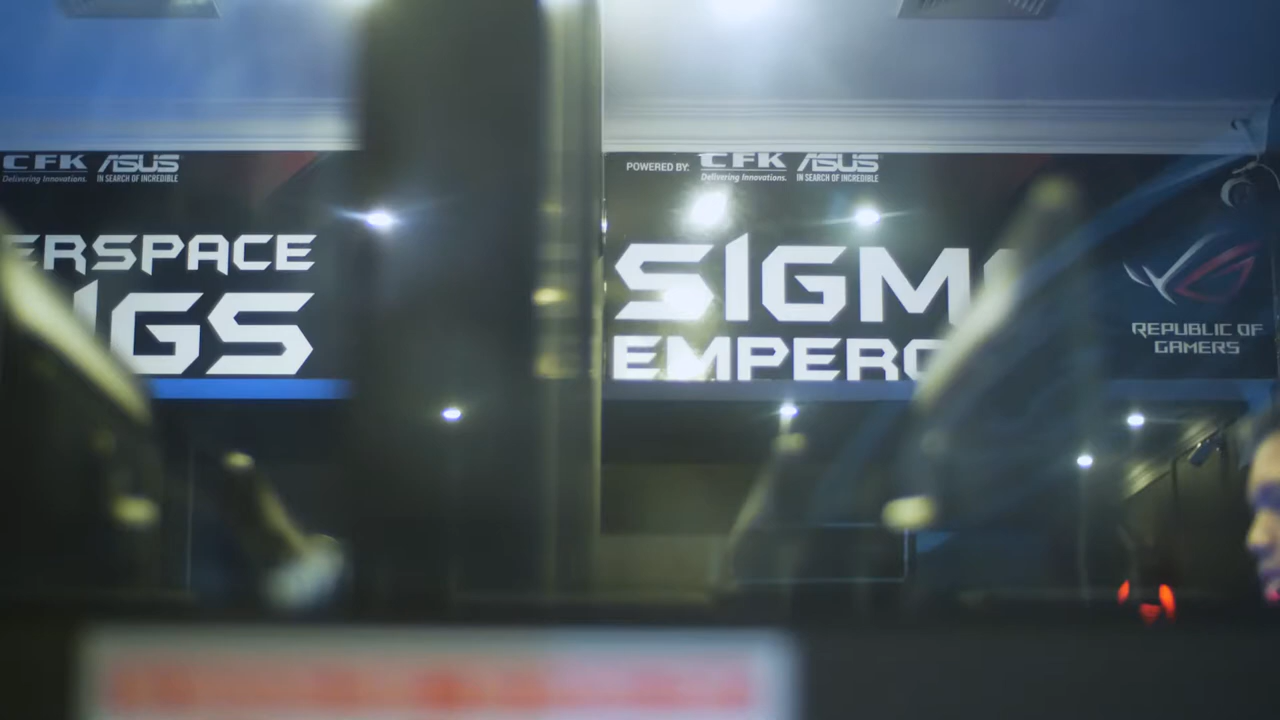 CFK ASUS
Delivering Innovations. IN SEARCH OF INCREDIBLE
ERSPACE
IGS
POWERED BY: CFK ASUS
Delivering Innovations. IN SEARCH OF INCREDIBLE
SIGM
EMPERO
REPUBLIC OF
GAMERS